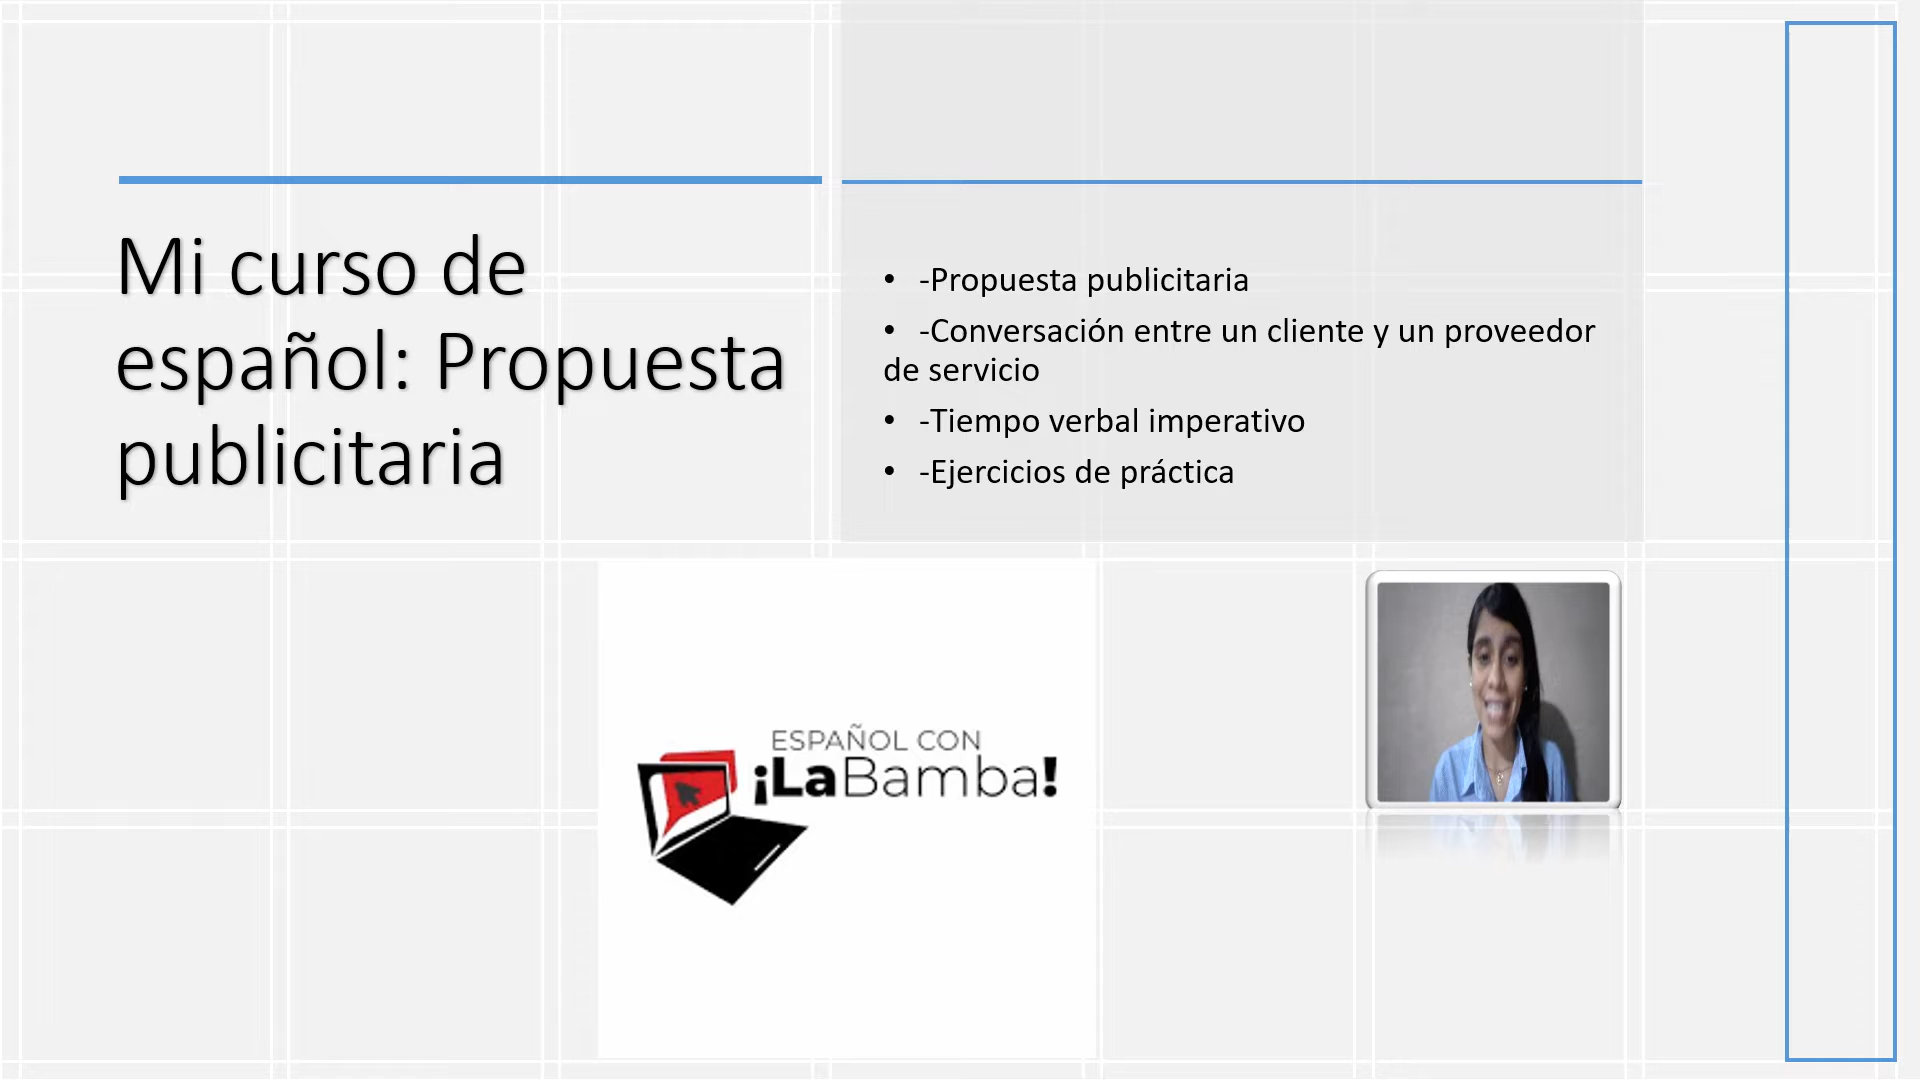 Mi curso de
español: Propuesta
publicitaria
• -Propuesta publicitaria
• -Conversación entre un cliente y un proveedor
de servicio
• -Tiempo verbal imperativo
• -Ejercicios de práctica
ESPAÑOL CON
¡LaBamba!